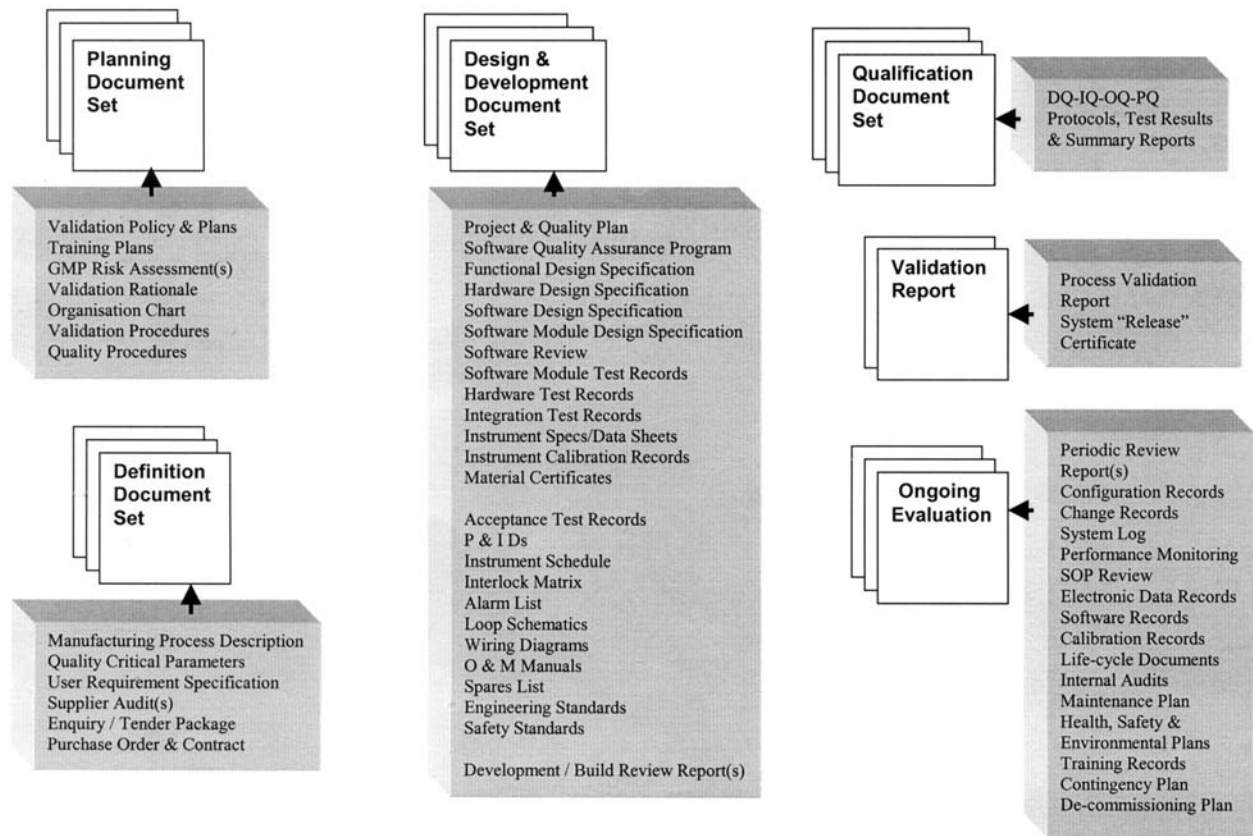 Planning
Document
Set
Validation Policy & Plans
Training Plans
GMP Risk Assessment(s)
Validation Rationale
Organisation Chart
Validation Procedures
Quality Procedures
Definition
Document
Set
Manufacturing Process Description
Quality Critical Parameters
User Requirement Specification
Supplier Audit(s)
Enquiry / Tender Package
Purchase Order & Contract
Design &
Development
Document
Set
Project & Quality Plan
Software Quality Assurance Program
Functional Design Specification
Hardware Design Specification
Software Design Specification
Software Module Design Specification
Software Review
Software Module Test Records
Hardware Test Records
Integration Test Records
Instrument Specs/Data Sheets
Instrument Calibration Records
Material Certificates
Acceptance Test Records
P & I Ds
Instrument Schedule
Interlock Matrix
Alarm List
Loop Schematics
Wiring Diagrams
O & M Manuals
Spares List
Engineering Standards
Safety Standards
Development / Build Review Report(s)
Qualification
Document
Set
DQ-IQ-OQ-PQ
Protocols, Test Results
& Summary Reports
Validation
Report
Process Validation
Report
System “Release”
Certificate
Ongoing
Evaluation
Periodic Review
Report(s)
Configuration Records
Change Records
System Log
Performance Monitoring
SOP Review
Electronic Data Records
Software Records
Calibration Records
Life-cycle Documents
Internal Audits
Maintenance Plan
Health, Safety &
Environmental Plans
Training Records
Contingency Plan
De-commissioning Plan